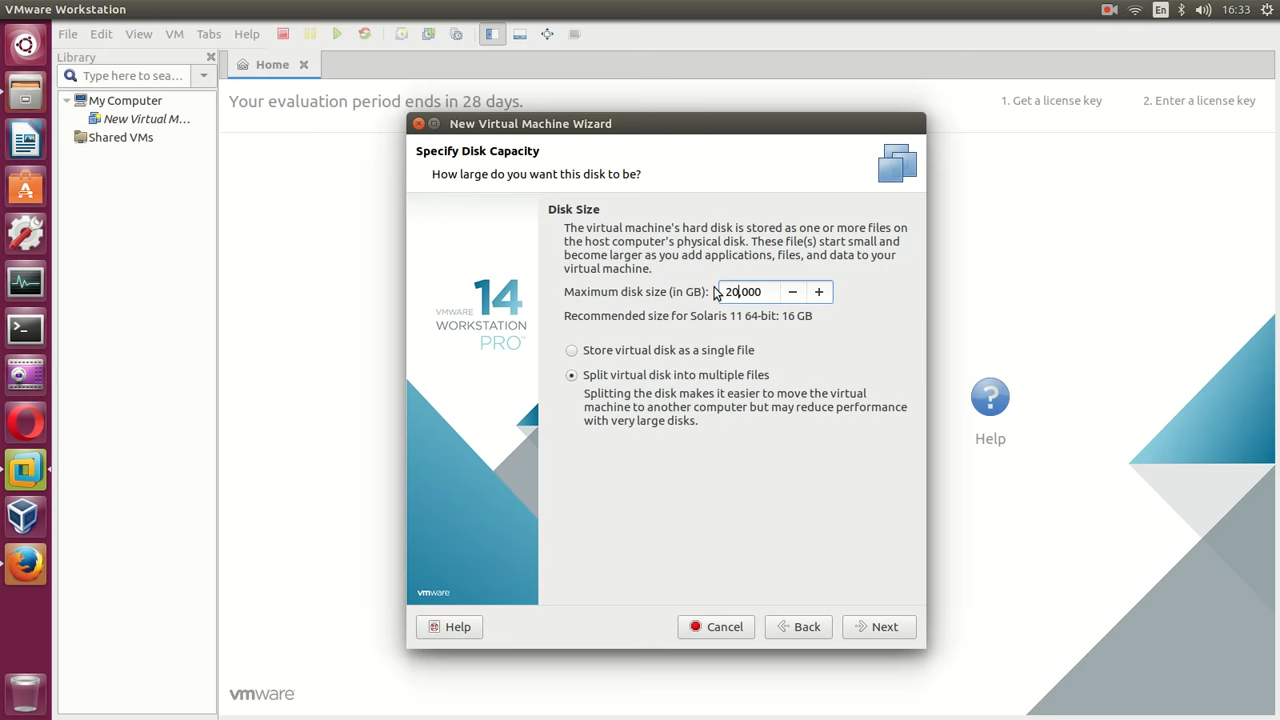 VMware Workstation
En
16:33
File Edit View VM Tabs Help
Library
Type here to sea...
My Computer
New Virtual M...
Shared VMs
Home
Your evaluation period ends in 28 days.
1. Get a license key
2. Enter a license key
New Virtual Machine Wizard
Specify Disk Capacity
How large do you want this disk to be?
Disk Size
The virtual machine's hard disk is stored as one or more files on
the host computer's physical disk. These file(s) start small and
become larger as you add applications, files, and data to your
virtual machine.
Maximum disk size (in GB): 20,000
Recommended size for Solaris 11 64-bit: 16 GB
Store virtual disk as a single file
Split virtual disk into multiple files
Splitting the disk makes it easier to move the virtual
machine to another computer but may reduce performance
with very large disks.
14
VMWARE
WORKSTATION
PRO™
vmware
Help
Cancel
Back
Next
Help
vmware